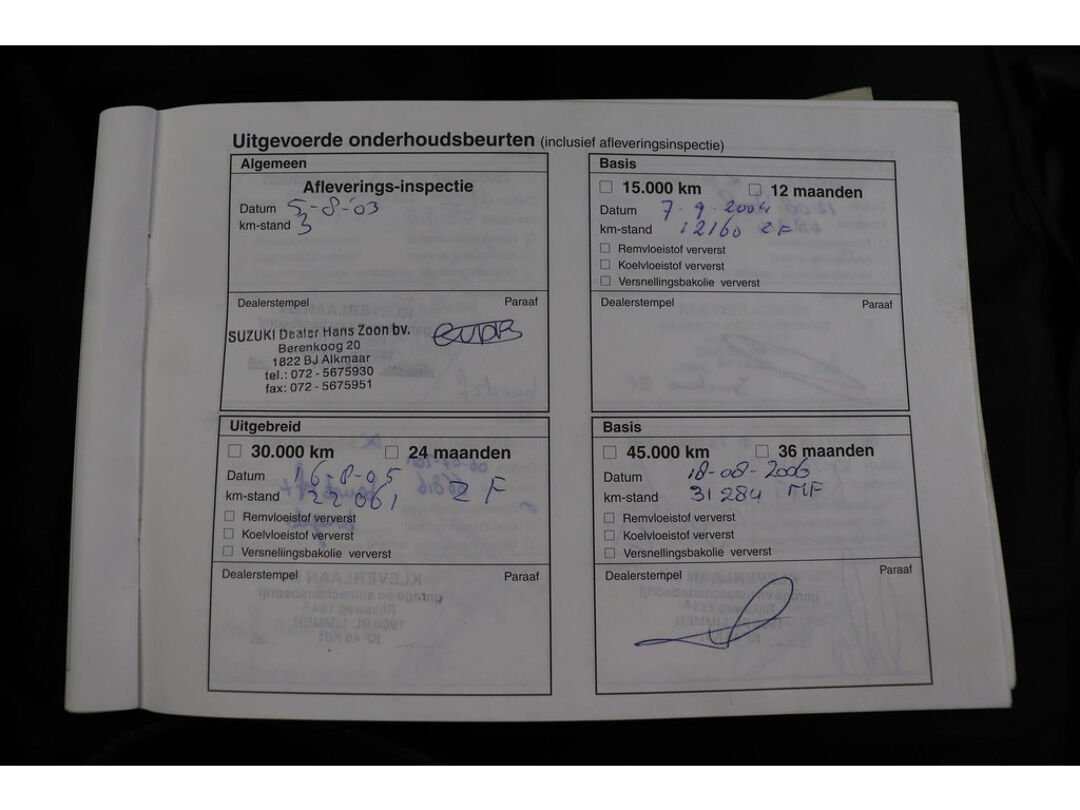 Uitgevoerde onderhoudsbeurten (inclusief afleveringsinspectie)
Algemeen
Afleverings-inspectie
Datum 5-8-'03
km-stand 3
Dealerstempel Paraaf
SUZUKI Dealer Hans Zoon bv.
Berenkoog 20
1822 BJ Alkmaar
tel.: 072 - 5675930
fax: 072 - 5675951
Basis
15.000 km 12 maanden
Datum 7.9.2004
km-stand 12160 ZF
Remvloeistof ververst
Koelvloeistof ververst
Versnellingsbakolie ververst
Dealerstempel Paraaf
Uitgebreid
30.000 km 24 maanden
Datum 16-8-05
km-stand 22061 ZF
Remvloeistof ververst
Koelvloeistof ververst
Versnellingsbakolie ververst
Dealerstempel Paraaf
Basis
45.000 km 36 maanden
Datum 18-08-2006
km-stand 31284 MF
Remvloeistof ververst
Koelvloeistof ververst
Versnellingsbakolie ververst
Dealerstempel Paraaf